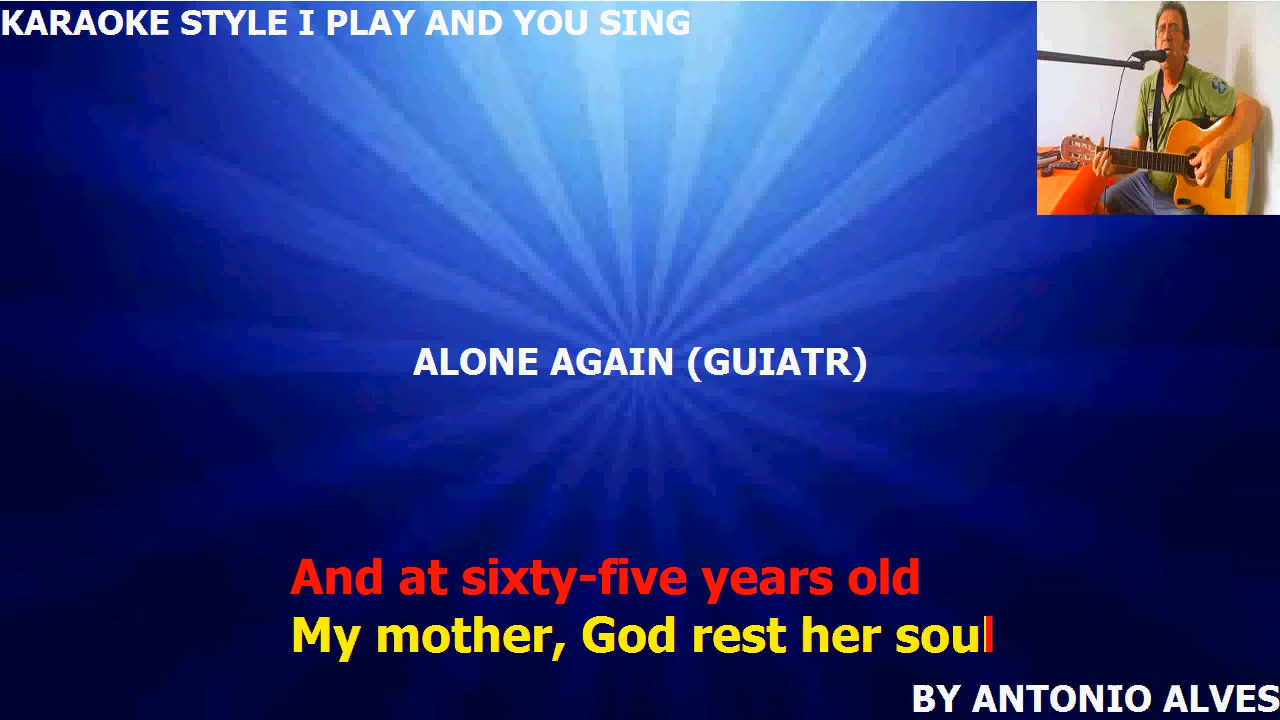 KARAOKE STYLE I PLAY AND YOU SING
ALONE AGAIN (GUIATR)
And at sixty-five years old
My mother, God rest her soul
BY ANTONIO ALVES